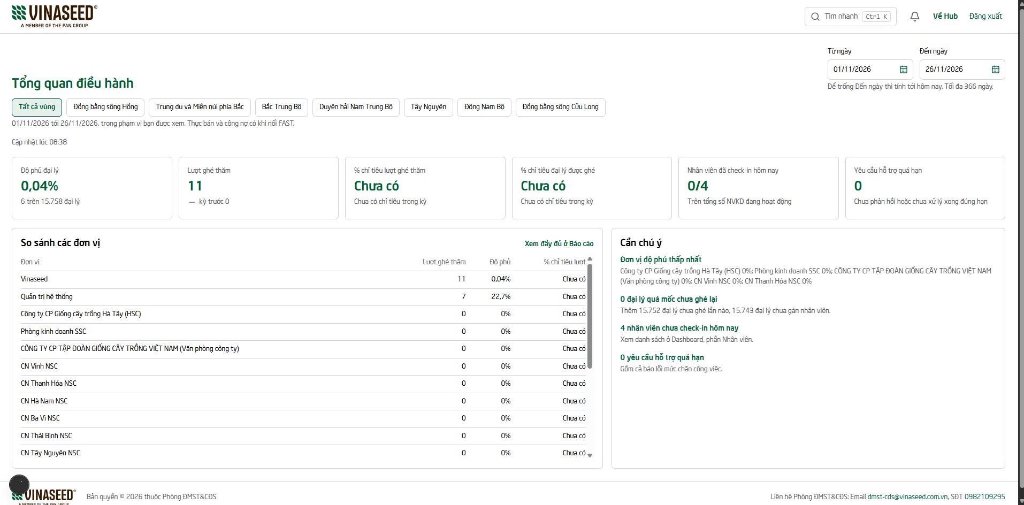 VINASEED®
A MEMBER OF THE PAN GROUP
Tìm nhanh Ctrl K
Về Hub
Đăng xuất
Từ ngày
Đến ngày
01/11/2026
26/11/2026
Để trống Đến ngày thì tính tới hôm nay. Tối đa 366 ngày.
Tổng quan điều hành
Tất cả vùng
Đồng bằng sông Hồng
Trung du và Miền núi phía Bắc
Bắc Trung Bộ
Duyên hải Nam Trung Bộ
Tây Nguyên
Đông Nam Bộ
Đồng bằng sông Cửu Long
01/11/2026 tới 26/11/2026, trong phạm vi bạn được xem. Thực bán và công nợ có khi nối FAST.
Cập nhật lúc 08:38
Độ phủ đại lý
0,04%
6 trên 15.758 đại lý
Lượt ghé thăm
11
— kỳ trước 0
% chỉ tiêu lượt ghé thăm
Chưa có
Chưa có chỉ tiêu trong kỳ
% chỉ tiêu đại lý được ghé
Chưa có
Chưa có chỉ tiêu trong kỳ
Nhân viên đã check in hôm nay
0/4
Trên tổng số NVKD đang hoạt động
Yêu cầu hỗ trợ quá hạn
0
Chưa phản hồi hoặc chưa xử lý xong đúng hạn
So sánh các đơn vị
Xem đầy đủ ở Báo cáo
Đơn vị Lượt ghé thăm Độ phủ % chỉ tiêu lượt
Vinaseed 11 0,04% Chưa có
Quản trị hệ thống 7 22,7% Chưa có
Công ty CP Giống cây trồng Hà Tây (HSC) 0 0% Chưa có
Phòng kinh doanh SSC 0 0% Chưa có
CÔNG TY CP TẬP ĐOÀN GIỐNG CÂY TRỒNG VIỆT NAM (Văn phòng công ty) 0 0% Chưa có
CN Vinh NSC 0 0% Chưa có
CN Thanh Hóa NSC 0 0% Chưa có
CN Hà Nam NSC 0 0% Chưa có
CN Ba Vì NSC 0 0% Chưa có
CN Thái Bình NSC 0 0% Chưa có
CN Tây Nguyên NSC 0 0% Chưa có
Cần chú ý
Đơn vị độ phủ thấp nhất
Công ty CP Giống cây trồng Hà Tây (HSC) 0%; Phòng kinh doanh SSC 0%; CÔNG TY CP TẬP ĐOÀN GIỐNG CÂY TRỒNG VIỆT NAM
(Văn phòng công ty) 0%; CN Vinh NSC 0%; CN Thanh Hóa NSC 0%
0 đại lý quá mốc chưa ghé lại
Thêm 15.752 đại lý chưa ghé lần nào, 15.743 đại lý chưa gán nhân viên.
4 nhân viên chưa check-in hôm nay
Xem danh sách ở Dashboard, phần Nhân viên.
0 yêu cầu hỗ trợ quá hạn
Gồm cả báo lỗi mức chặn công việc.
VINASEED®
Bản quyền © 2026 thuộc Phòng ĐMST&CĐS
Liên hệ Phòng ĐMST&CĐS: Email dmst-cds@vinaseed.com.vn, SĐT 0982109295